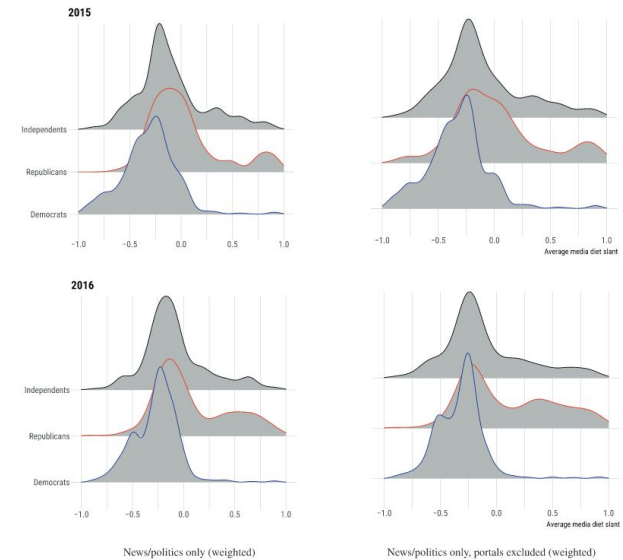 2015
Independents
Republicans
Democrats
−1.0 −0.5 0.0 0.5 1.0
−1.0 −0.5 0.0 0.5 1.0
Average media diet slant
2016
Independents
Republicans
Democrats
−1.0 −0.5 0.0 0.5 1.0
−1.0 −0.5 0.0 0.5 1.0
Average media diet slant
News/politics only (weighted)
News/politics only, portals excluded (weighted)